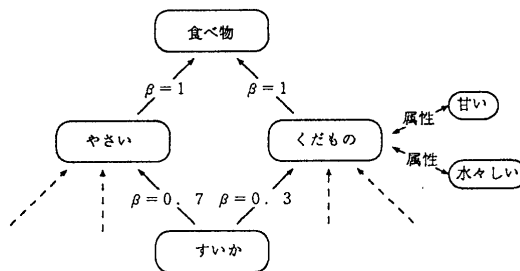 食べ物
β=1
β=1
甘い
属性
やさい
くだもの
属性
水々しい
β=0.7
β=0.3
すいか